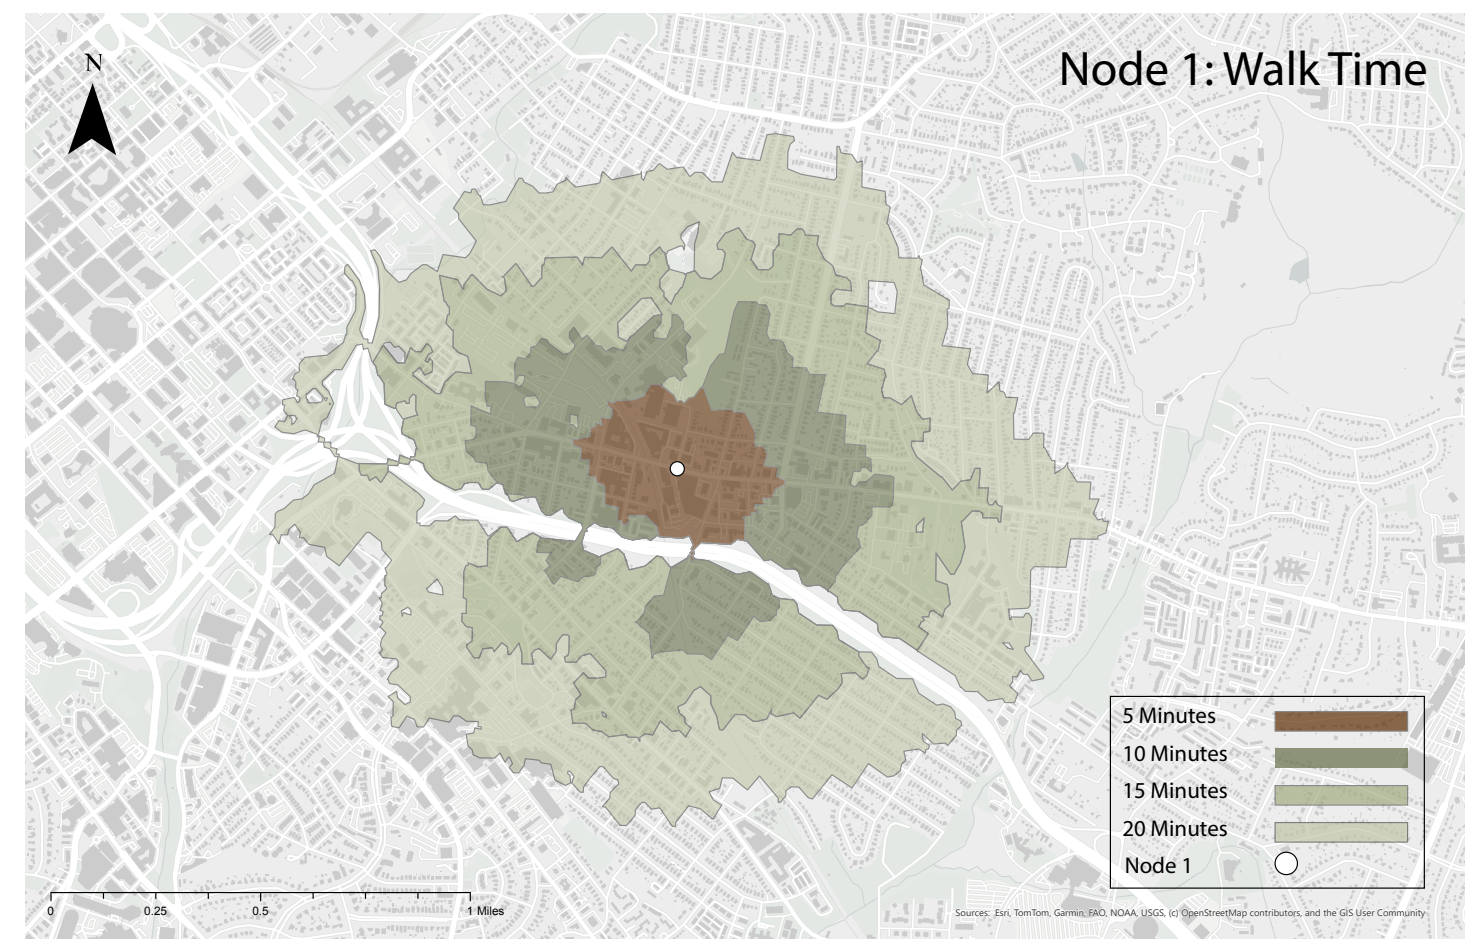 Node 1: Walk Time
N
5 Minutes
10 Minutes
15 Minutes
20 Minutes
Node 1
0 0.25 0.5 1 Miles
Sources: Esri, TomTom, Garmin, FAO, NOAA, USGS, (c) OpenStreetMap contributors, and the GIS User Community